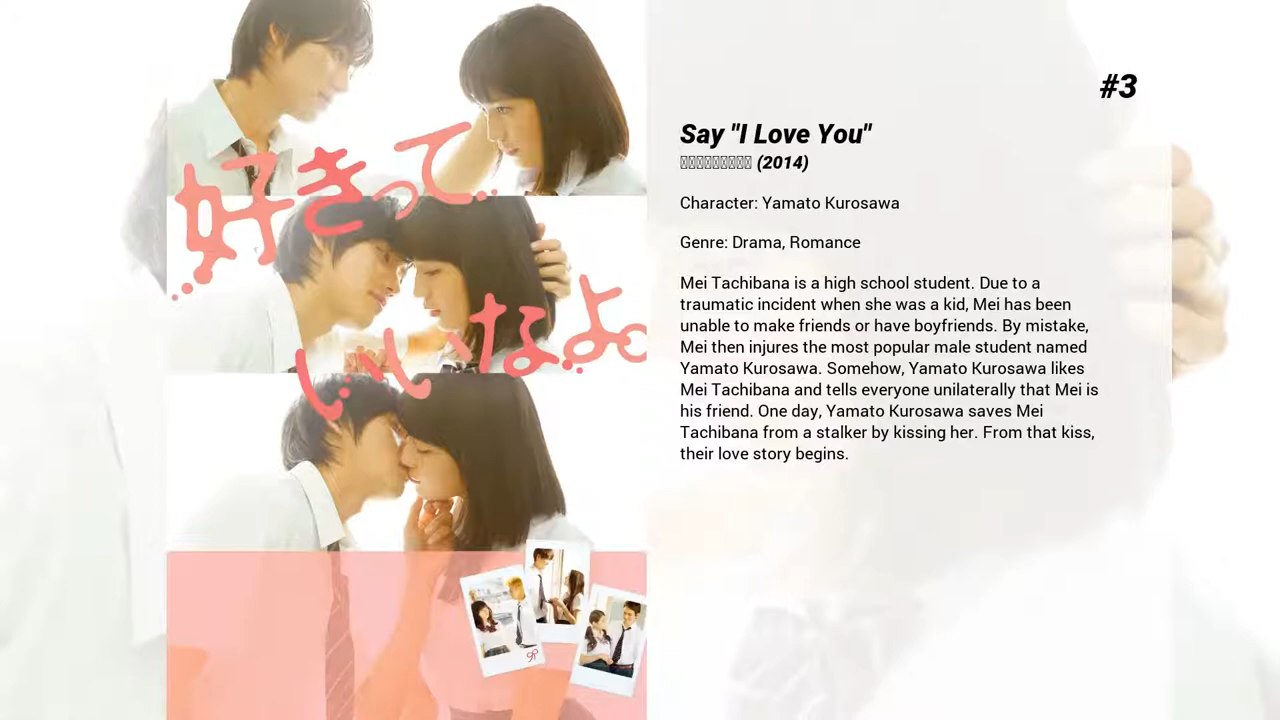 好きって
いいなよ。
#3
Say "I Love You"
(2014)
Character: Yamato Kurosawa
Genre: Drama, Romance
Mei Tachibana is a high school student. Due to a
traumatic incident when she was a kid, Mei has been
unable to make friends or have boyfriends. By mistake,
Mei then injures the most popular male student named
Yamato Kurosawa. Somehow, Yamato Kurosawa likes
Mei Tachibana and tells everyone unilaterally that Mei is
his friend. One day, Yamato Kurosawa saves Mei
Tachibana from a stalker by kissing her. From that kiss,
their love story begins.